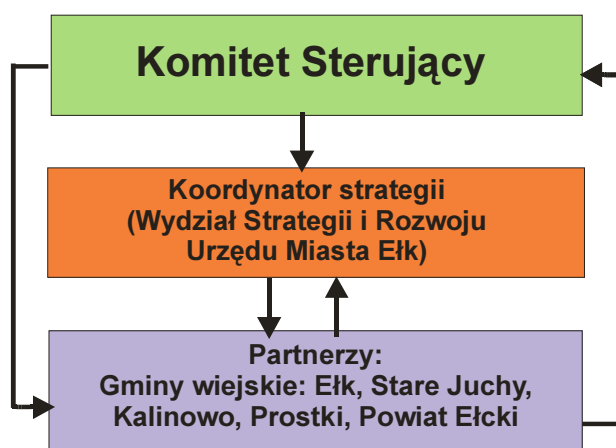 Komitet Sterujący
Koordynator strategii
(Wydział Strategii i Rozwoju
Urzędu Miasta Ełk)
Partnerzy:
Gminy wiejskie: Ełk, Stare Juchy,
Kalinowo, Prostki, Powiat Ełcki